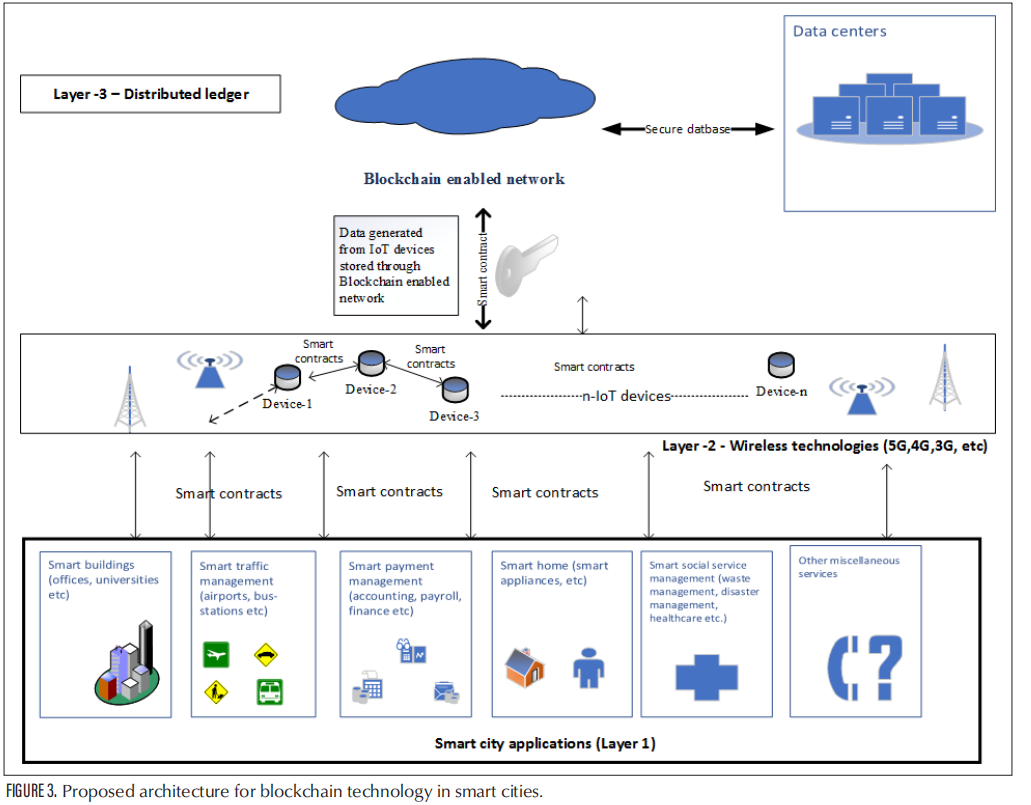 Data centers
Layer -3 – Distributed ledger
Secure datbase
Blockchain enabled network
Data generated
from IoT devices
stored through
Blockchain enabled
network
Smart contract
Smart
contracts
Smart
contracts
Smart contracts
Device-1
Device-2
Device-3
n-IoT devices
Device-n
Layer -2 - Wireless technologies (5G,4G,3G, etc)
Smart contracts
Smart contracts
Smart contracts
Smart contracts
Smart buildings
(offices, universities
etc)
Smart traffic
management
(airports, bus-
stations etc)
Smart payment
management
(accounting, payroll,
finance etc)
Smart home (smart
appliances, etc)
Smart social service
management (waste
management, disaster
management,
healthcare etc.)
Other miscellaneous
services
Smart city applications (Layer 1)
FIGURE 3. Proposed architecture for blockchain technology in smart cities.